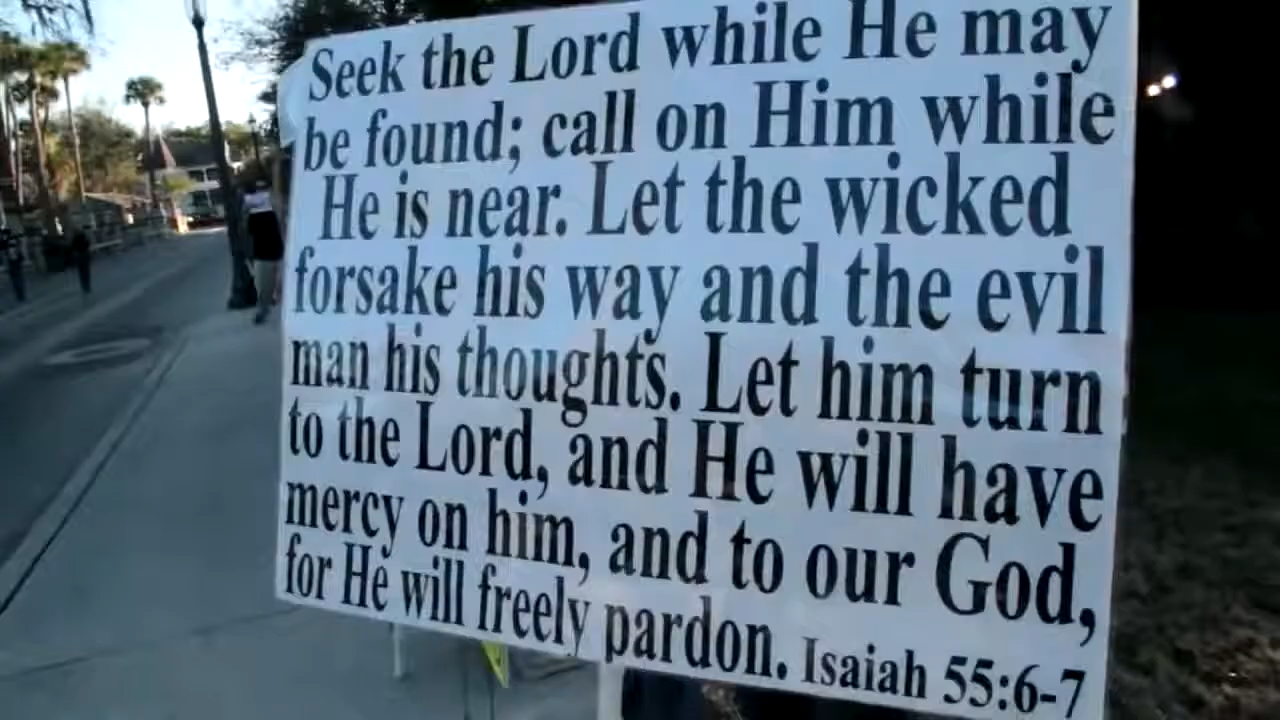 Seek the Lord while He may
be found; call on Him while
He is near. Let the wicked
forsake his way and the evil
man his thoughts. Let him turn
to the Lord, and He will have
mercy on him, and to our God,
for He will freely pardon. Isaiah 55:6-7